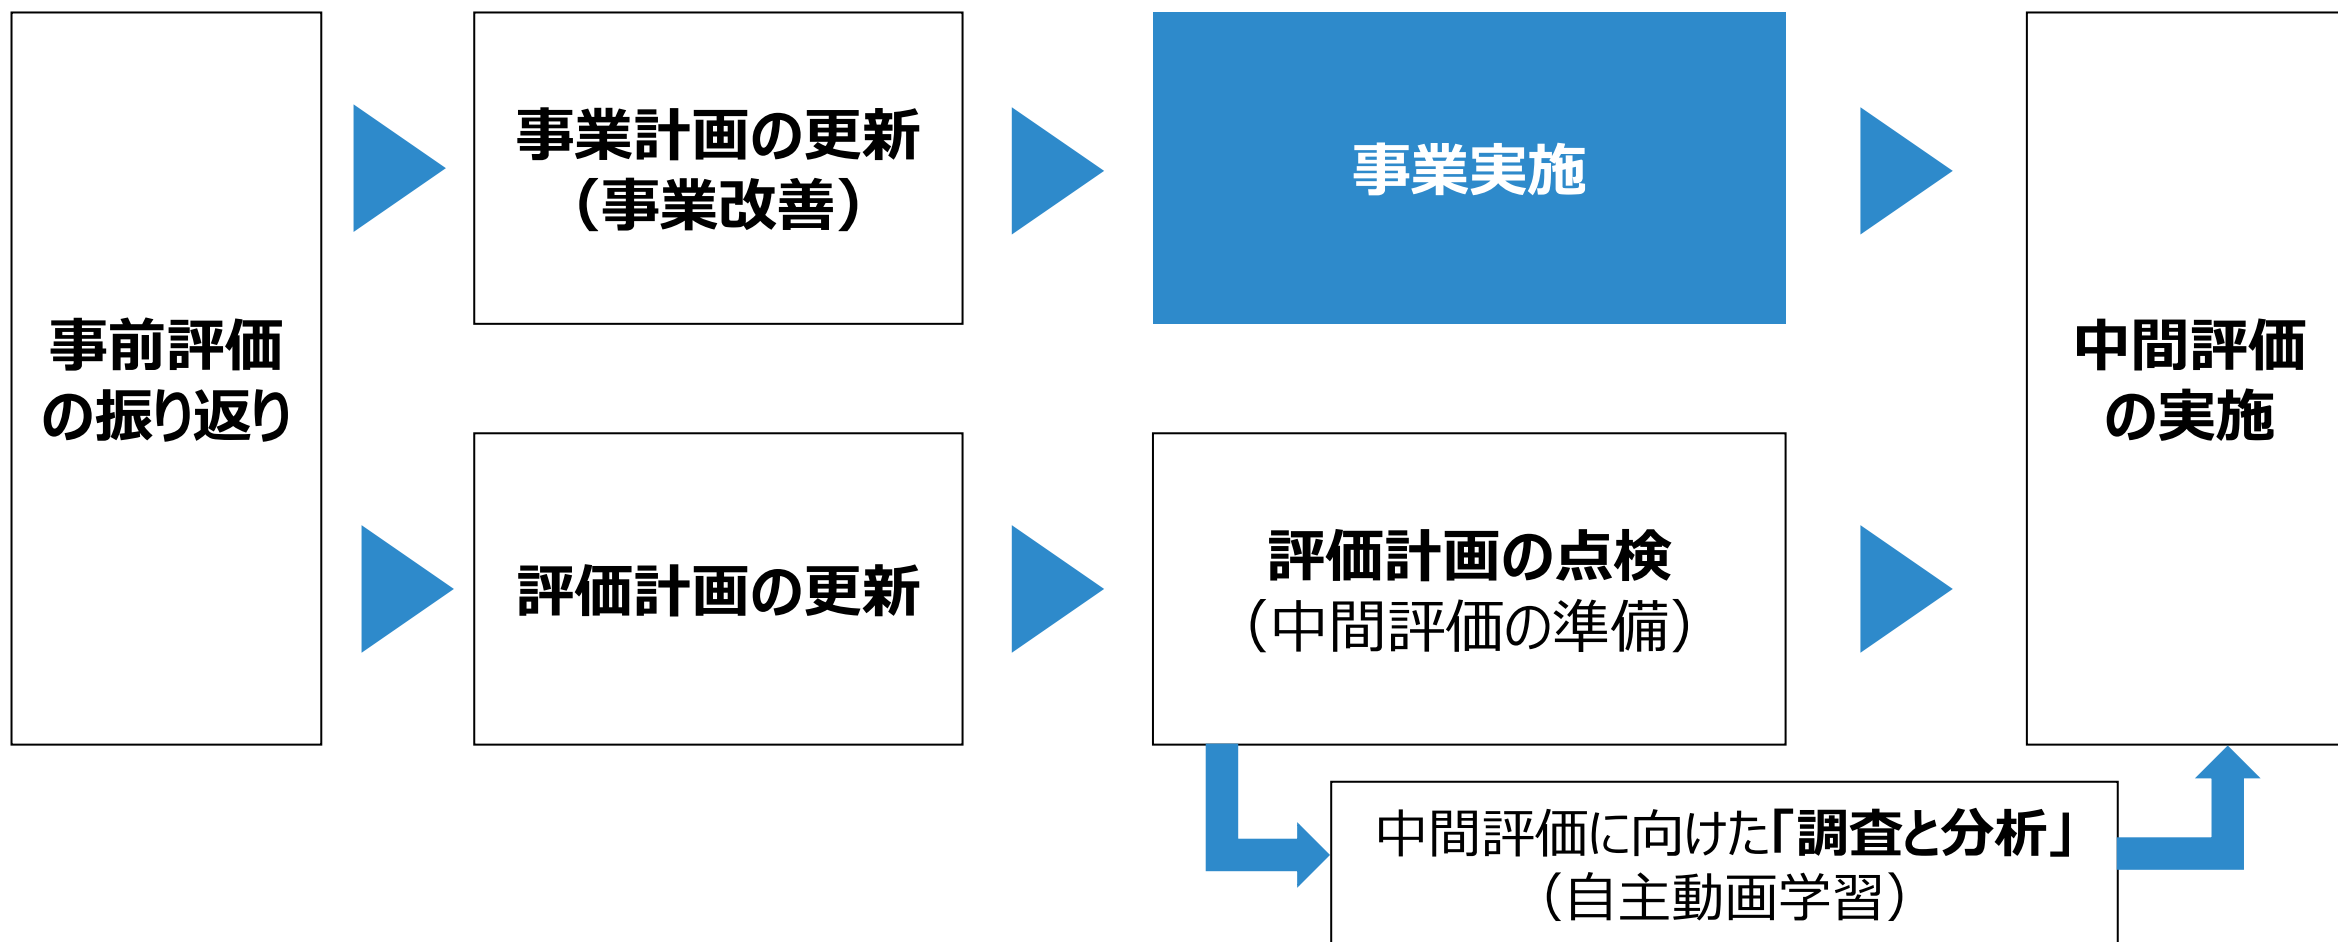 事前評価
の振り返り
事業計画の更新
（事業改善）
事業実施
評価計画の更新
評価計画の点検
（中間評価の準備）
中間評価に向けた「調査と分析」
（自主動画学習）
中間評価
の実施